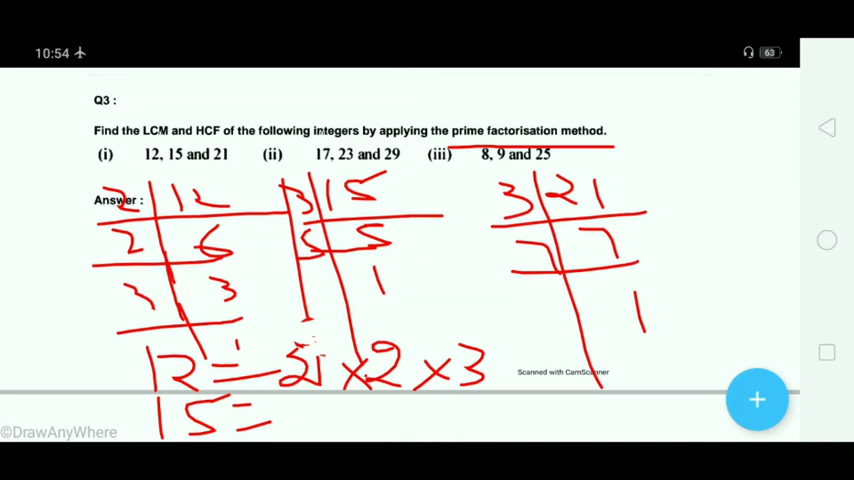 10:54
63
Q3 :
Find the LCM and HCF of the following integers by applying the prime factorisation method.
(i) 12, 15 and 21 (ii) 17, 23 and 29 (iii) 8, 9 and 25
Answer :
2 12 3 15 3 21
2 6 5 5 7 7
3 3 1 1
12 = 2 × 2 × 3
Scanned with CamScanner
15 =
©DrawAnyWhere